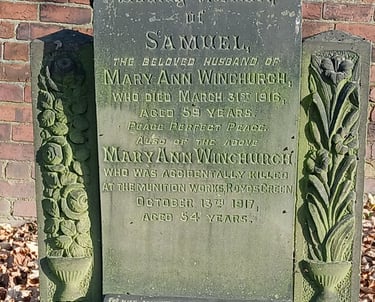 of
SAMUEL,
THE BELOVED HUSBAND OF
MARY ANN WINCHURCH,
WHO DIED MARCH 31ST 1916,
AGED 59 YEARS.
PEACE PERFECT PEACE.
ALSO OF THE ABOVE
MARY ANN WINCHURCH
WHO WAS ACCIDENTALLY KILLED
AT THE MUNITION WORKS, ROYDS GREEN
OCTOBER 13TH 1917,
AGED 54 YEARS.